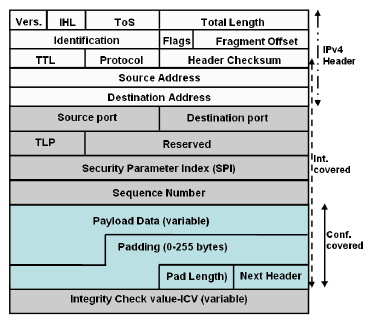 Vers. IHL ToS Total Length
Identification Flags Fragment Offset
IPv4
Header
TTL Protocol Header Checksum
Source Address
Destination Address
Source port Destination port
TLP Reserved
Int.
covered
Security Parameter Index (SPI)
Sequence Number
Payload Data (variable)
Conf.
covered
Padding (0-255 bytes)
Pad Length) Next Header
Integrity Check value-ICV (variable)